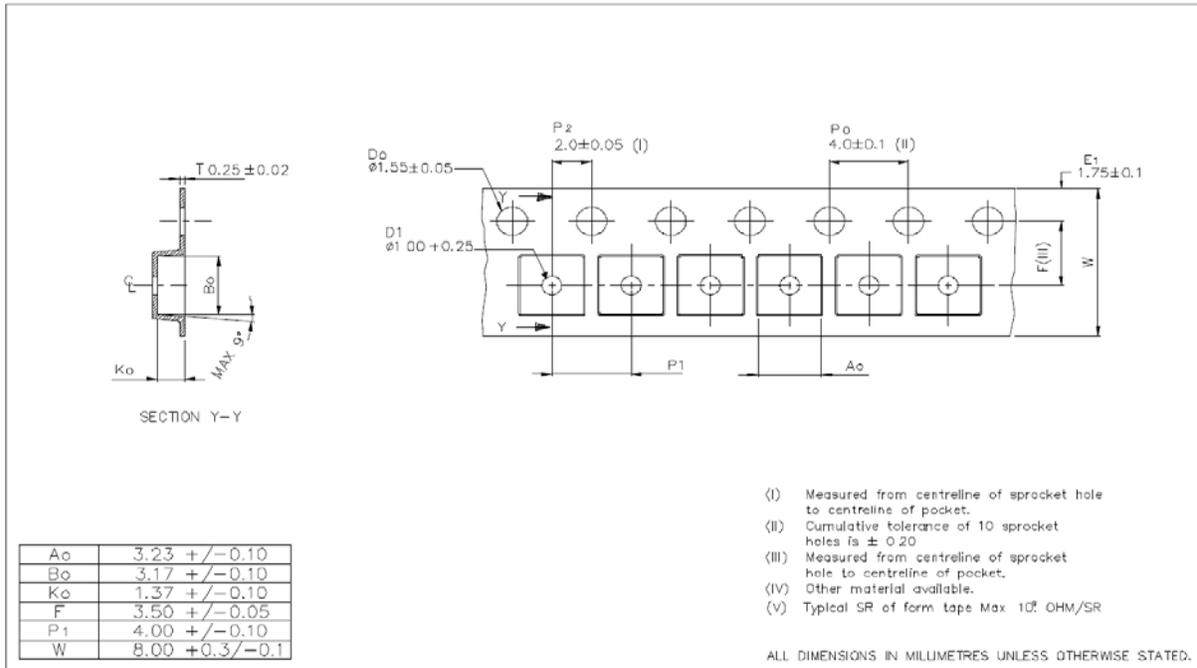 P2
2.0±0.05 (I)
Po
4.0±0.1 (II)
E1
1.75±0.1
Do
ø1.55±0.05
T 0.25±0.02
Y
D1
ø1.00 +0.25
F(III)
W
℄
Bo
Y
MAX 9°
Ko
P1
Ao
SECTION Y-Y
(I) Measured from centreline of sprocket hole
to centreline of pocket.
(II) Cumulative tolerance of 10 sprocket
holes is ± 0.20
(III) Measured from centreline of sprocket
hole to centreline of pocket.
(IV) Other material available.
(V) Typical SR of form tape Max OHM/SR
Ao 3.23 +/-0.10
Bo 3.17 +/-0.10
Ko 1.37 +/-0.10
F 3.50 +/-0.05
P1 4.00 +/-0.10
W 8.00 +0.3/-0.1
ALL DIMENSIONS IN MILLIMETRES UNLESS OTHERWISE STATED.